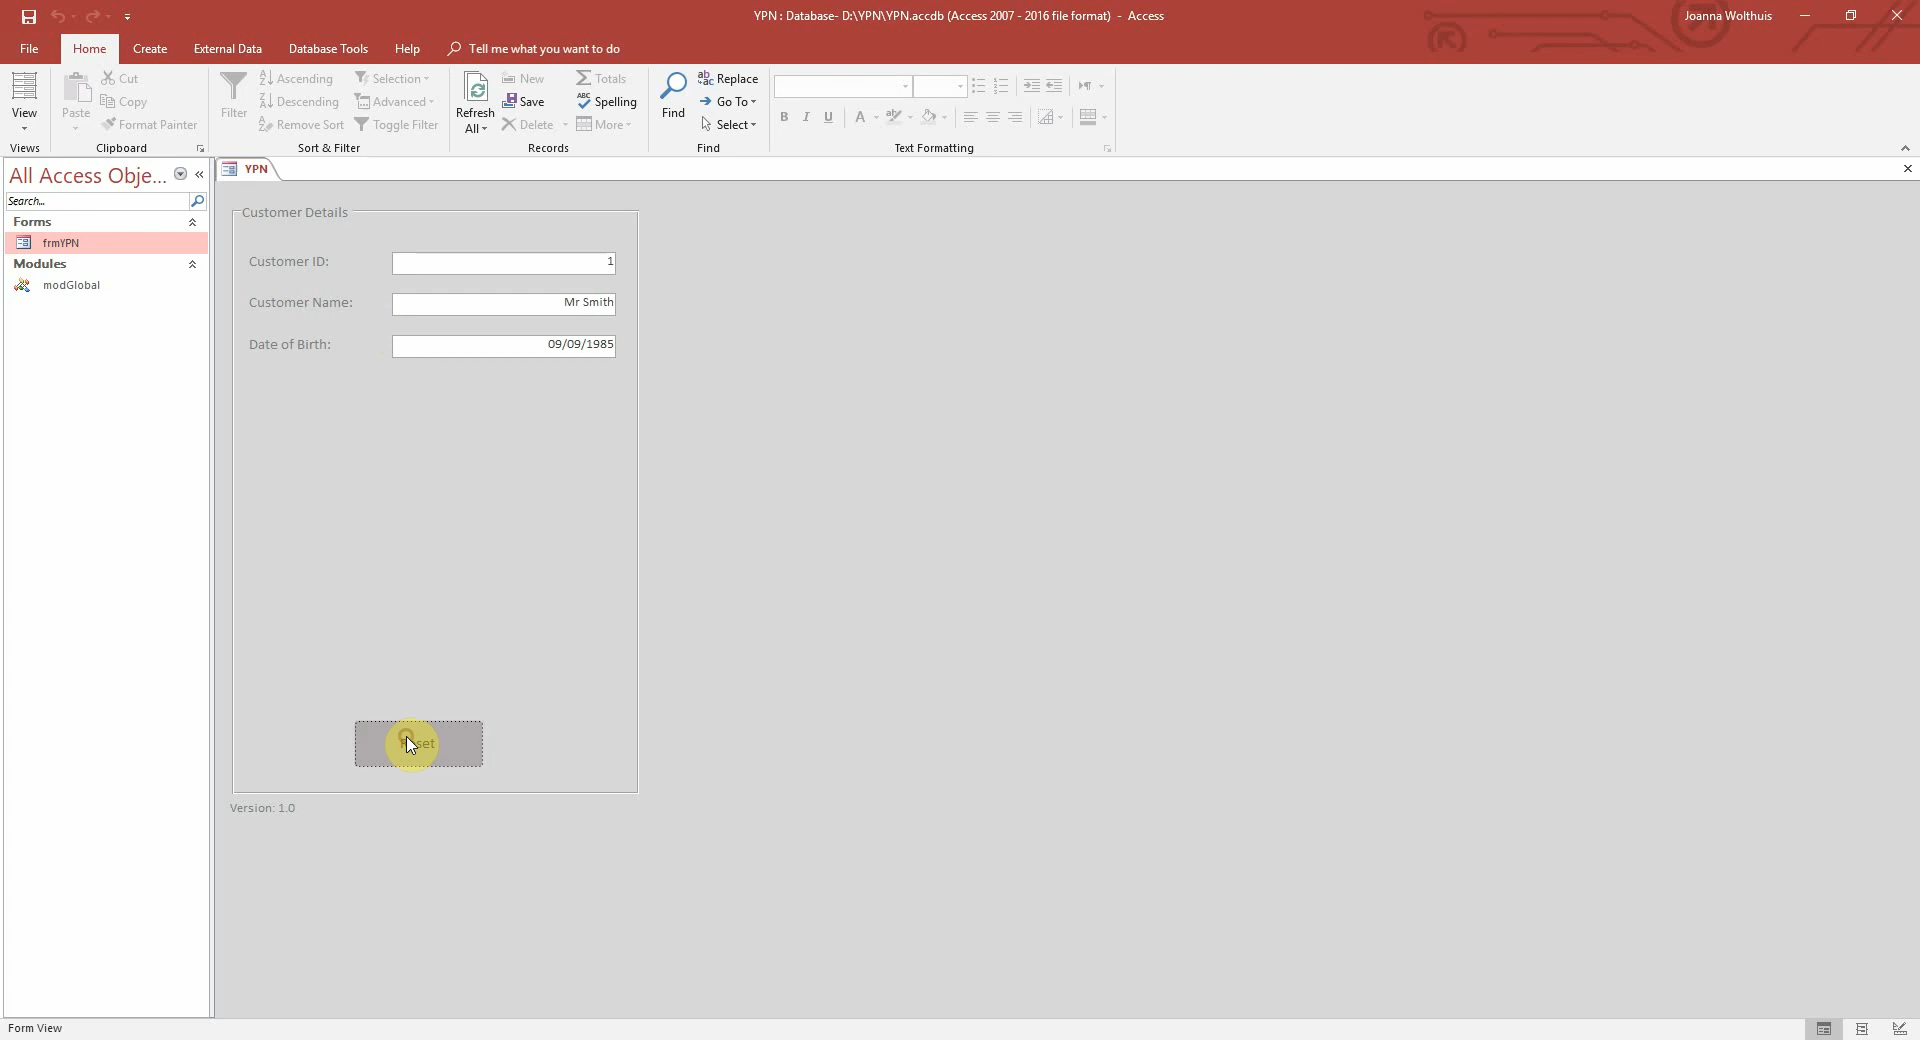 YPN : Database- D:\YPN\YPN.accdb (Access 2007 - 2016 file format) - Access
Joanna Wolthuis
File Home Create External Data Database Tools Help Tell me what you want to do
View
Views
Paste
Cut
Copy
Format Painter
Clipboard
Filter
Ascending
Descending
Remove Sort
Selection
Advanced
Toggle Filter
Sort & Filter
Refresh
All
New
Save
Delete
Totals
Spelling
More
Records
Find
Replace
Go To
Select
Find
Text Formatting
All Access Obje...
Search...
Forms
frmYPN
Modules
modGlobal
YPN
Customer Details
Customer ID: 1
Customer Name: Mr Smith
Date of Birth: 09/09/1985
Reset
Version: 1.0
Form View